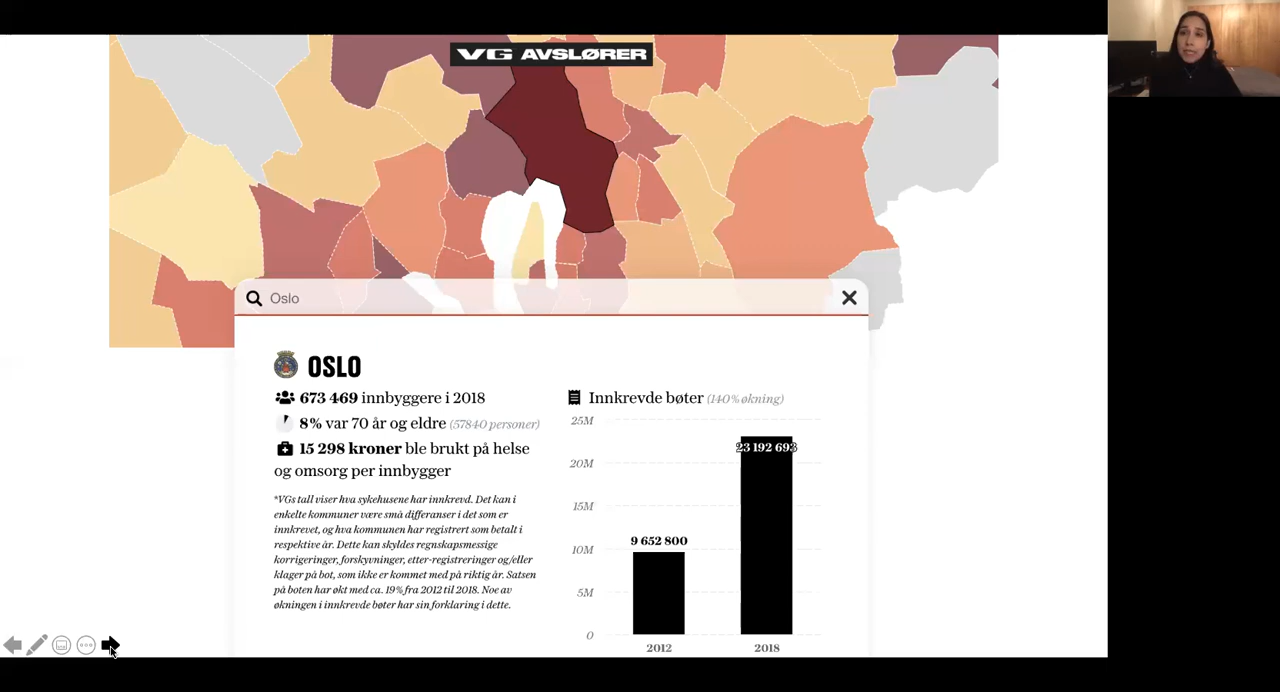 VG AVSLØRER
Oslo
OSLO
673 469 innbyggere i 2018
8% var 70 år og eldre (57840 personer)
15 298 kroner ble brukt på helse
og omsorg per innbygger
*VGs tall viser hva sykehusene har innkrevd. Det kan i
enkelte kommuner være små differanser i det som er
innkrevet, og hva kommunen har registrert som betalt i
respektive år. Dette kan skyldes regnskapsmessige
korrigeringer, forskyvninger, etter-registreringer og/eller
klager på bot, som ikke er kommet med på riktig år. Satsen
på boten har økt med ca. 19% fra 2012 til 2018. Noe av
økningen i innkrevde bøter har sin forklaring i dette.
Innkrevde bøter (140% økning)
25M
23 192 693
20M
15M
10M
9 652 800
5M
0
2012
2018